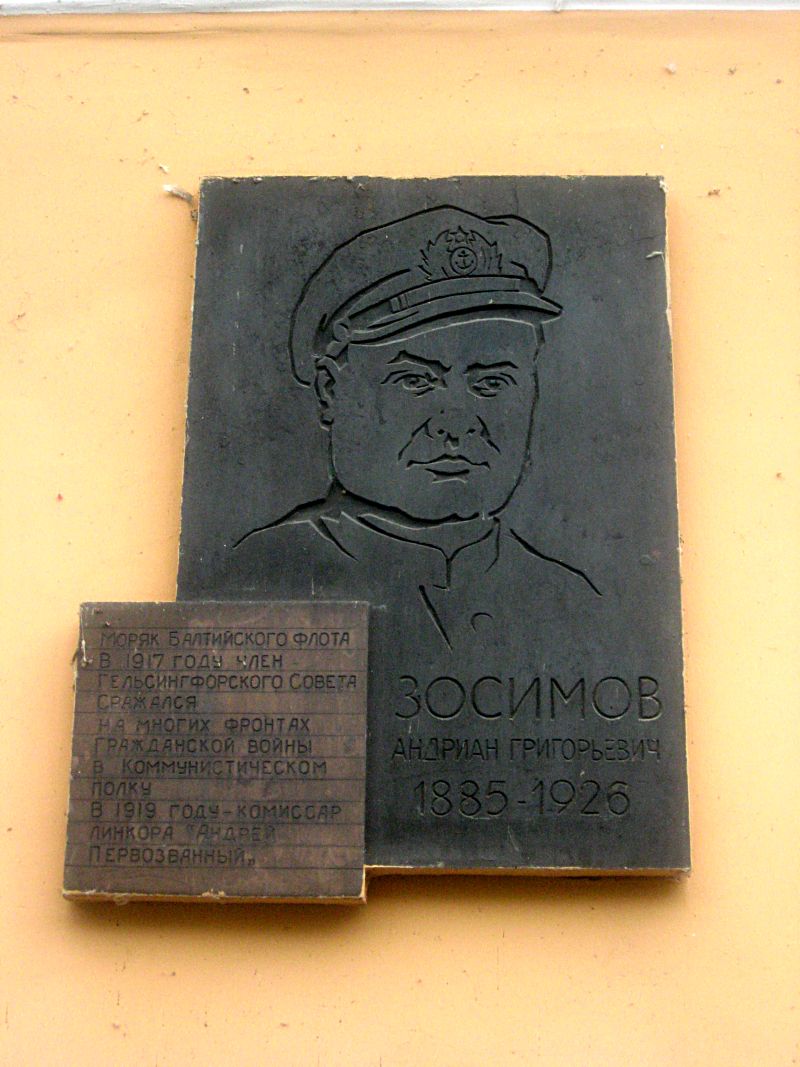 Моряк Балтийского флота
в 1917 году член
Гельсингфорсского Совета
сражался
на многих фронтах
гражданской войны
в Коммунистическом
полку
В 1919 году - комиссар
линкора "Андрей
Первозванный"
ЗОСИМОВ
АНДРИАН ГРИГОРЬЕВИЧ
1885-1926